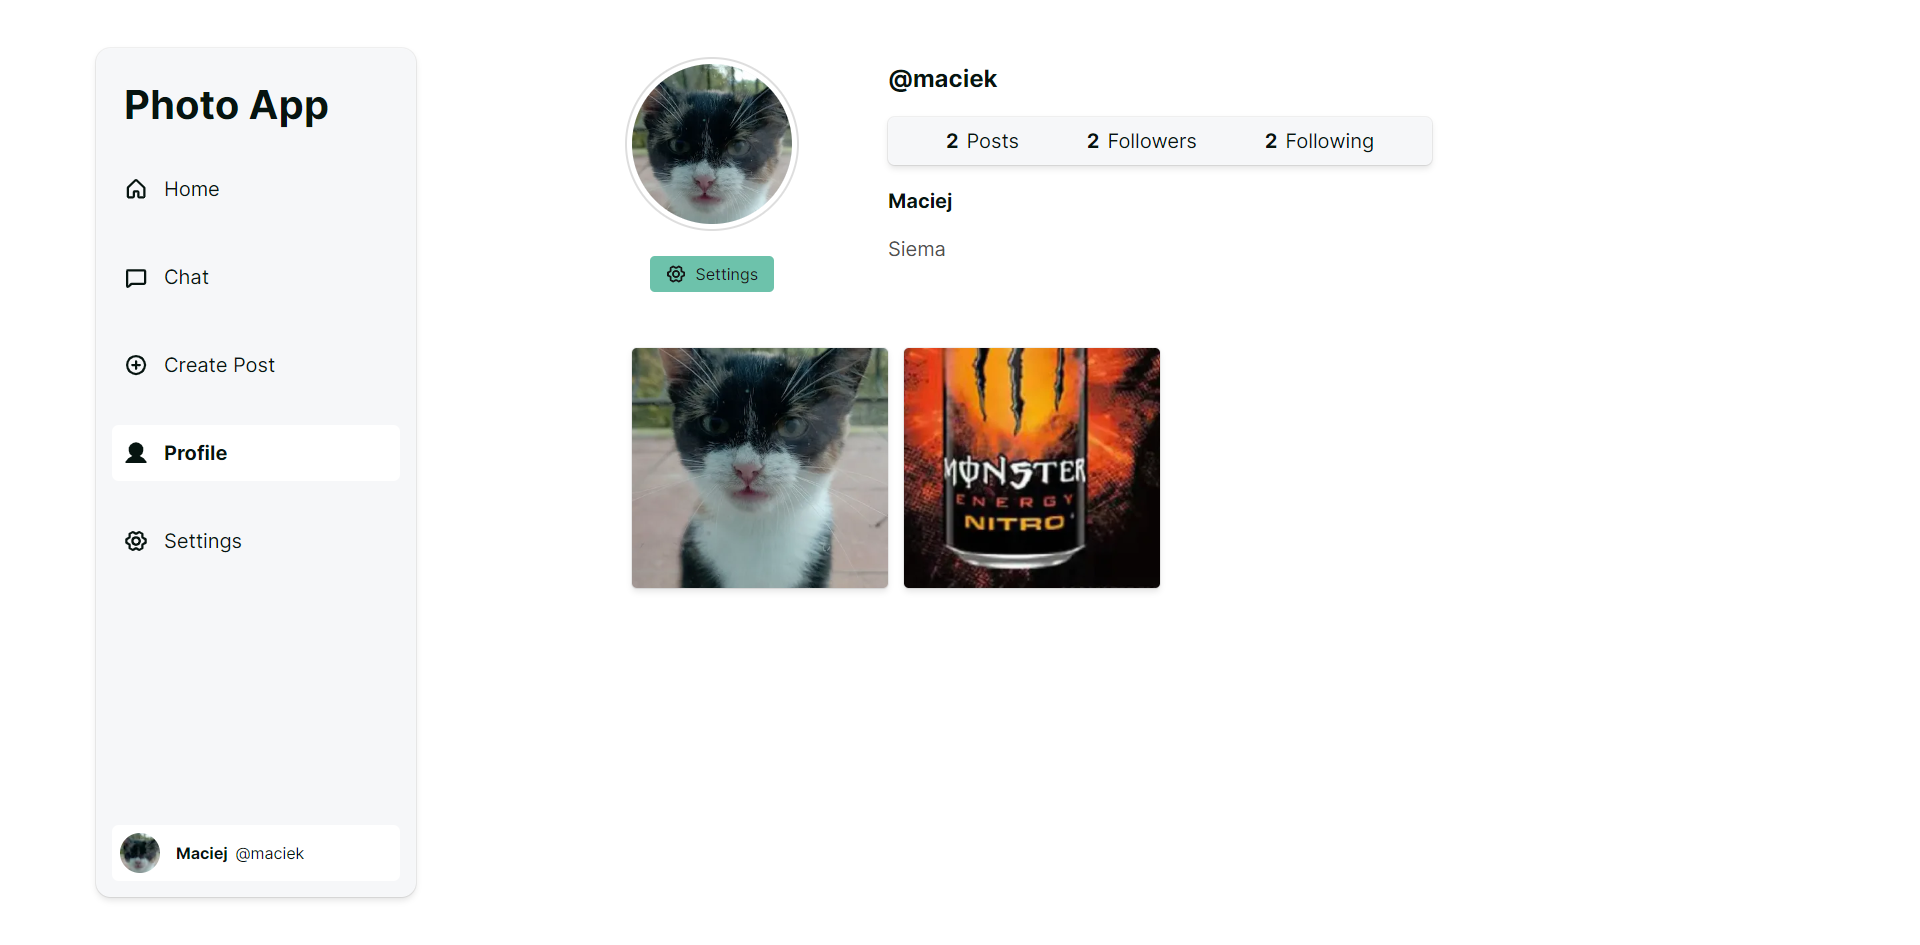 Photo App
Home
Chat
Create Post
Profile
Settings
Maciej @maciek
@maciek
2 Posts 2 Followers 2 Following
Maciej
Siema
Settings
MONSTER
ENERGY
NITRO